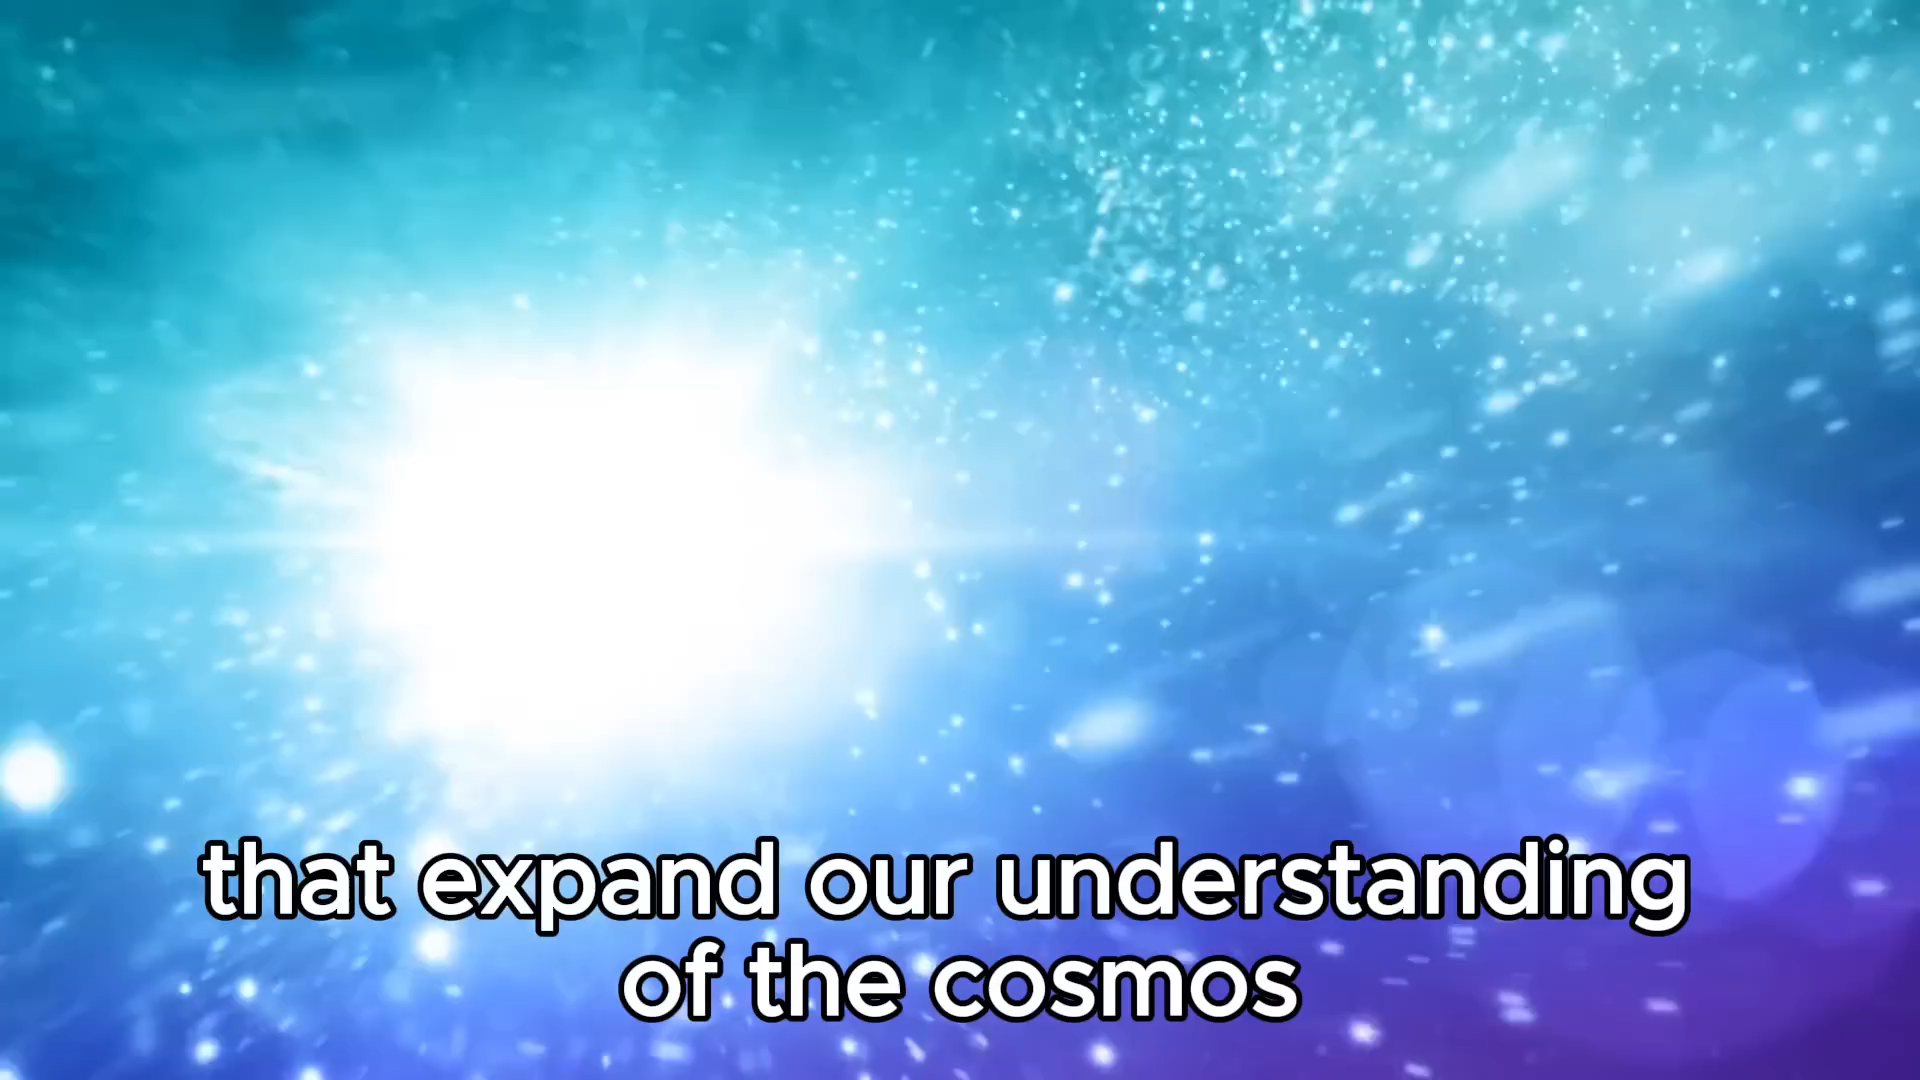 that expand our understanding
of the cosmos